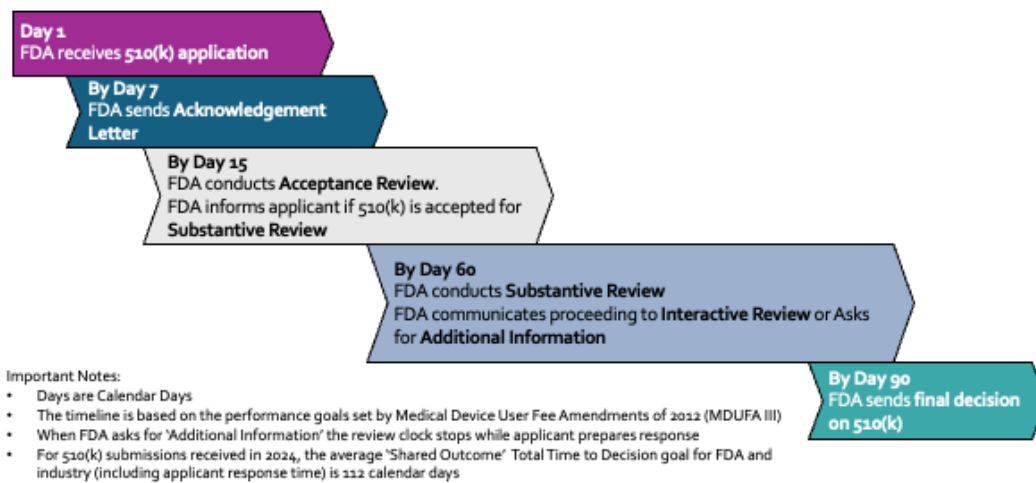 Day 1
FDA receives 510(k) application
By Day 7
FDA sends Acknowledgement
Letter
By Day 15
FDA conducts Acceptance Review.
FDA informs applicant if 510(k) is accepted for
Substantive Review
By Day 60
FDA conducts Substantive Review
FDA communicates proceeding to Interactive Review or Asks
for Additional Information
By Day 90
FDA sends final decision
on 510(k)
Important Notes:
• Days are Calendar Days
• The timeline is based on the performance goals set by Medical Device User Fee Amendments of 2012 (MDUFA III)
• When FDA asks for 'Additional Information' the review clock stops while applicant prepares response
• For 510(k) submissions received in 2024, the average 'Shared Outcome' Total Time to Decision goal for FDA and
industry (including applicant response time) is 112 calendar days